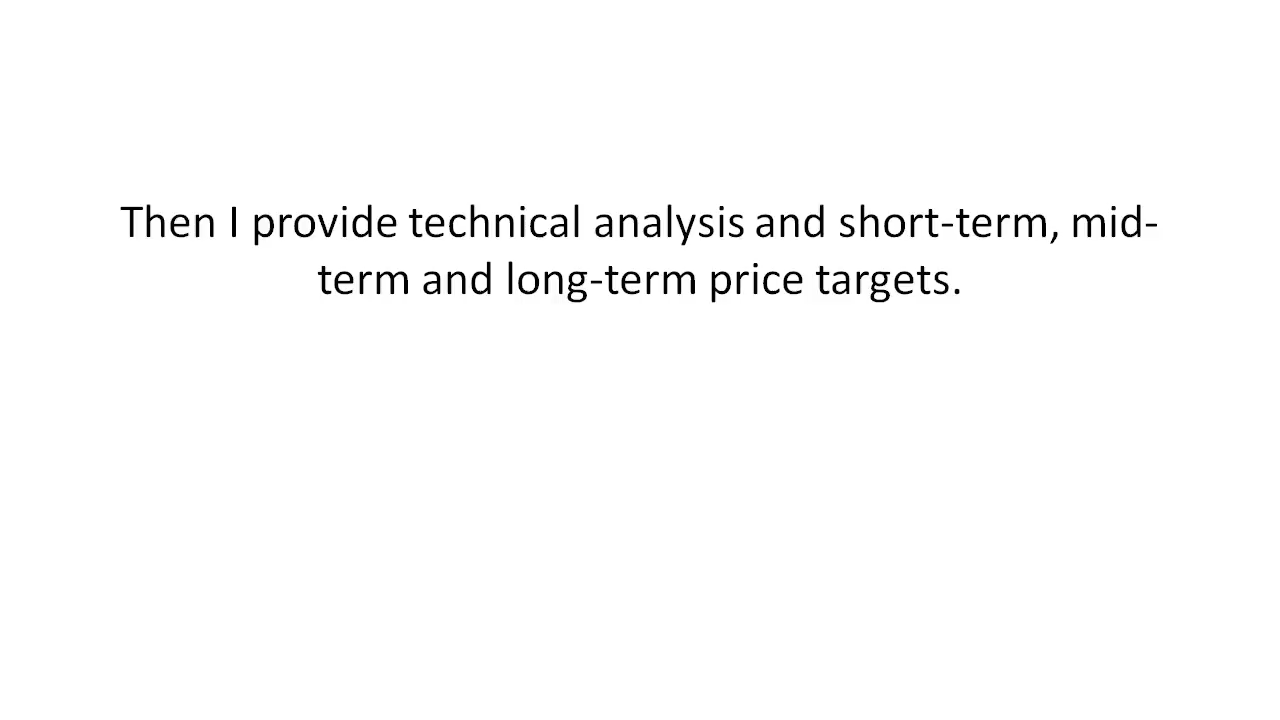 Then I provide technical analysis and short-term, mid-
term and long-term price targets.